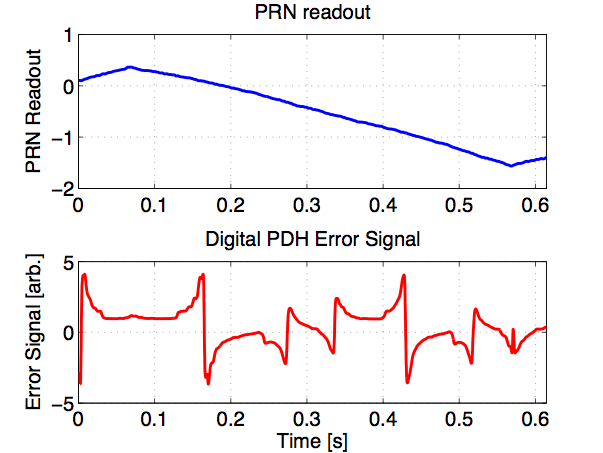 PRN readout
PRN Readout
1
0
−1
−2
0 0.1 0.2 0.3 0.4 0.5 0.6
Digital PDH Error Signal
Error Signal [arb.]
5
0
−5
0 0.1 0.2 0.3 0.4 0.5 0.6
Time [s]